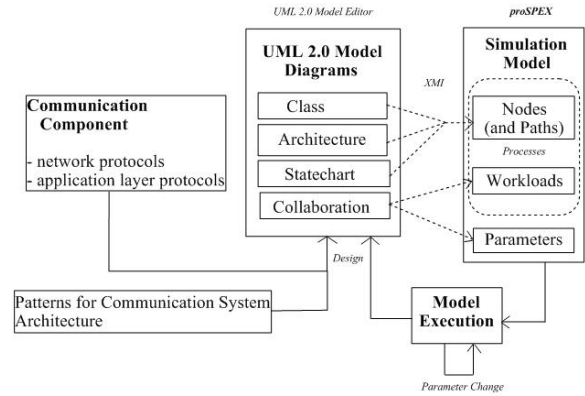 UML 2.0 Model Editor
proSPEX
UML 2.0 Model
Diagrams
Class
Architecture
Statechart
Collaboration
XMI
Simulation
Model
Nodes
(and Paths)
Processes
Workloads
Parameters
Communication
Component
- network protocols
- application layer protocols
Design
Patterns for Communication System
Architecture
Model
Execution
Parameter Change